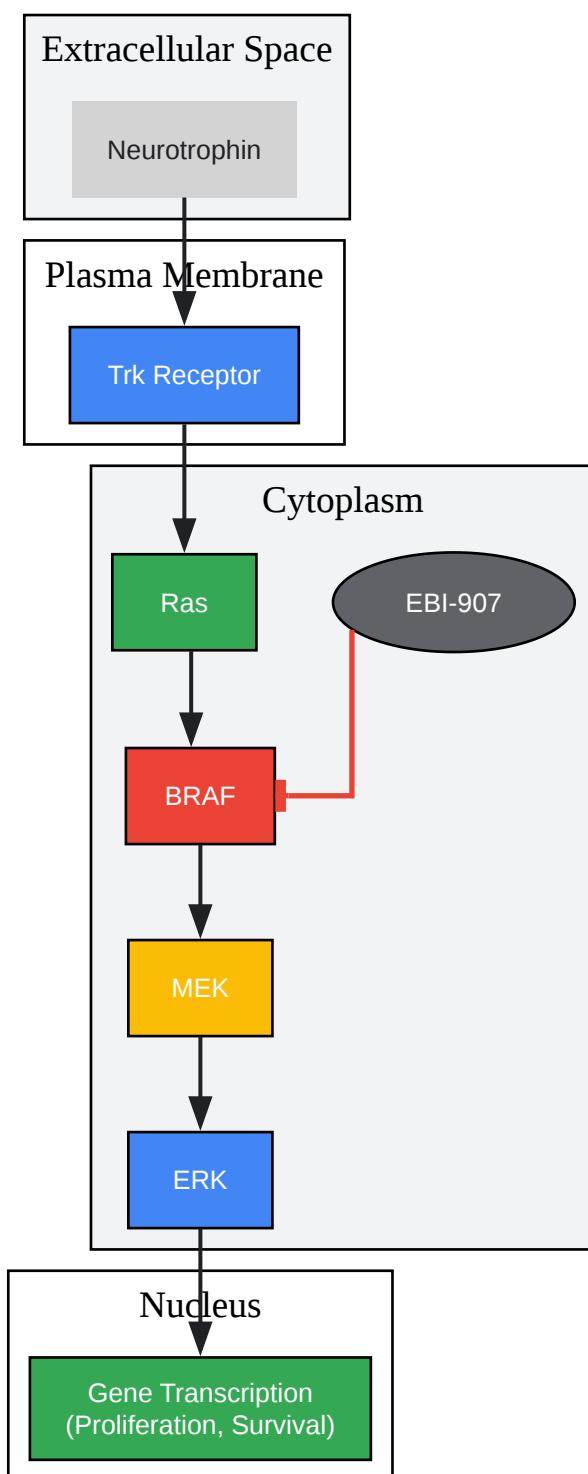 Extracellular Space
Neurotrophin
Plasma Membrane
Trk Receptor
Cytoplasm
Ras
EBI-907
BRAF
MEK
ERK
Nucleus
Gene Transcription
(Proliferation, Survival)